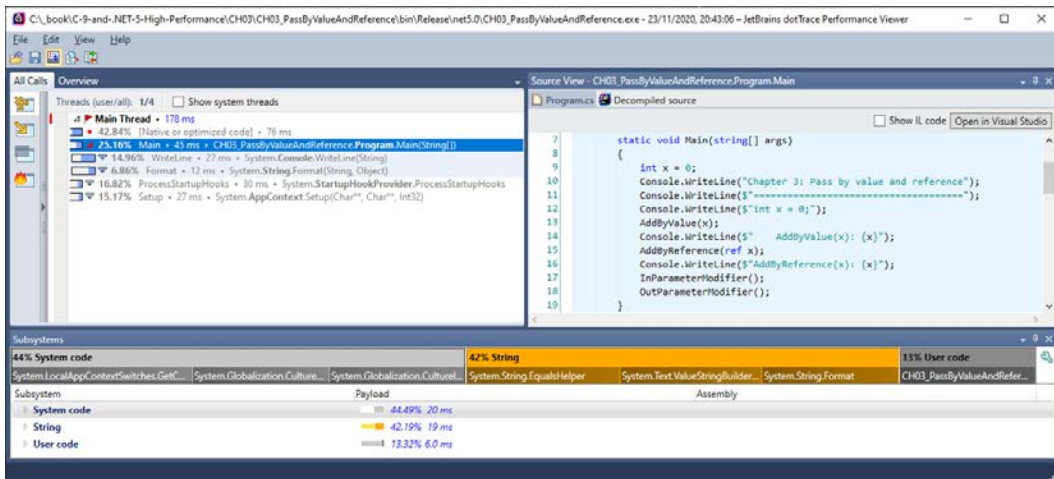 C:\_book\C-9-and-.NET-5-High-Performance\CH03\CH03_PassByValueAndReference\bin\Release\net5.0\CH03_PassByValueAndReference.exe - 23/11/2020, 20:43:06 – JetBrains dotTrace Performance Viewer
File Edit View Help
All Calls Overview
Threads (user/all): 1/4 Show system threads
Main Thread • 178 ms
42.84% [Native or optimized code] • 76 ms
25.16% Main • 45 ms • CH03_PassByValueAndReference.Program.Main(String[])
14.96% WriteLine • 27 ms • System.Console.WriteLine(String)
6.86% Format • 12 ms • System.String.Format(String, Object)
16.82% ProcessStartupHooks • 30 ms • System.StartupHookProvider.ProcessStartupHooks
15.17% Setup • 27 ms • System.AppContext.Setup(Char**, Char**, Int32)
Source View - CH03_PassByValueAndReference.Program.Main
Program.cs Decompiled source
Show IL code Open in Visual Studio
7 static void Main(string[] args)
8 {
9 int x = 0;
10 Console.WriteLine("Chapter 3: Pass by value and reference");
11 Console.WriteLine($"======================================");
12 Console.WriteLine($"int x = 0;");
13 AddByValue(x);
14 Console.WriteLine($" AddByValue(x): {x}");
15 AddByReference(ref x);
16 Console.WriteLine($"AddByReference(x): {x}");
17 InParameterModifier();
18 OutParameterModifier();
19 }
Subsystems
44% System code 42% String 13% User code
System.LocalAppContextSwitches.GetC... System.Globalization.Culture... System.Globalization.CultureI... System.String.EqualsHelper System.Text.ValueStringBuilder... System.String.Format CH03_PassByValueAndRefer...
Subsystem Payload Assembly
System code 44.49% 20 ms
String 42.19% 19 ms
User code 13.32% 6.0 ms